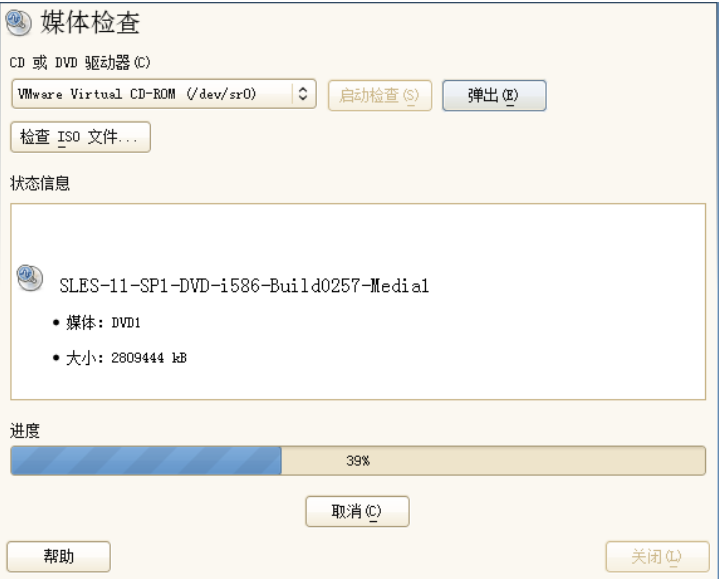 媒体检查
CD 或 DVD 驱动器(C)
VMware Virtual CD-ROM (/dev/sr0) 启动检查(S) 弹出(E)
检查 ISO 文件...
状态信息
SLES-11-SP1-DVD-i586-Build0257-Media1
• 媒体: DVD1
• 大小: 2809444 kB
进度
39%
取消(C)
帮助 关闭(L)